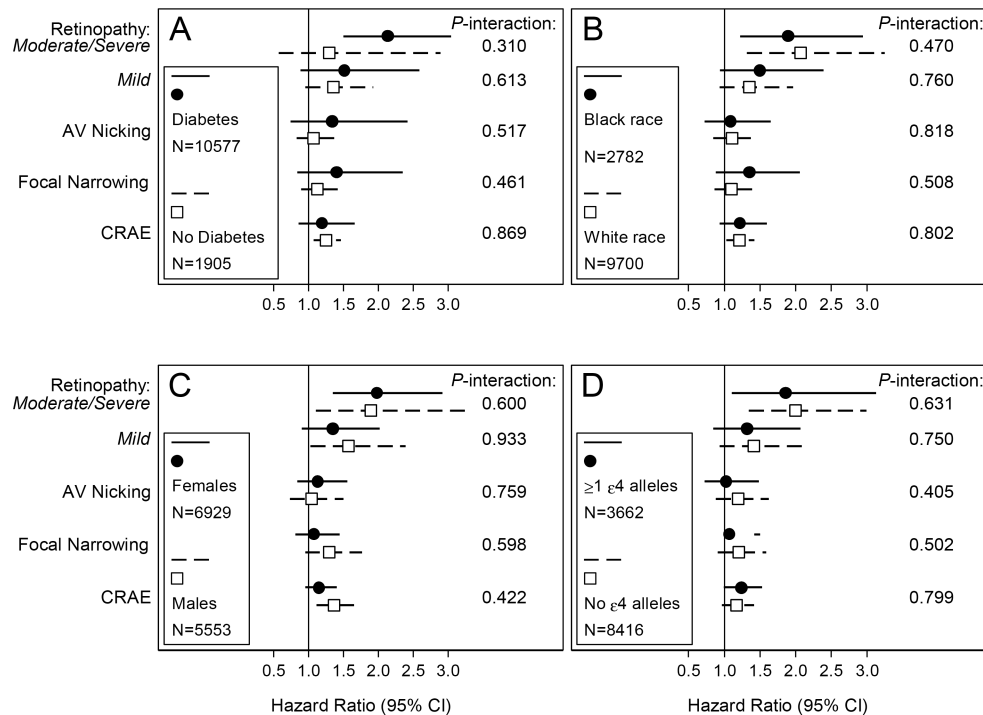 A
P-interaction:
Retinopathy:
Moderate/Severe
0.310
Mild
0.613
AV Nicking
0.517
Focal Narrowing
0.461
CRAE
0.869
Diabetes
N=10577
No Diabetes
N=1905
0.5 1.0 1.5 2.0 2.5 3.0
B
P-interaction:
0.470
0.760
0.818
0.508
0.802
Black race
N=2782
White race
N=9700
0.5 1.0 1.5 2.0 2.5 3.0
C
P-interaction:
Retinopathy:
Moderate/Severe
0.600
Mild
0.933
AV Nicking
0.759
Focal Narrowing
0.598
CRAE
0.422
Females
N=6929
Males
N=5553
0.5 1.0 1.5 2.0 2.5 3.0
Hazard Ratio (95% CI)
D
P-interaction:
0.631
0.750
0.405
0.502
0.799
≥1 ε4 alleles
N=3662
No ε4 alleles
N=8416
0.5 1.0 1.5 2.0 2.5 3.0
Hazard Ratio (95% CI)